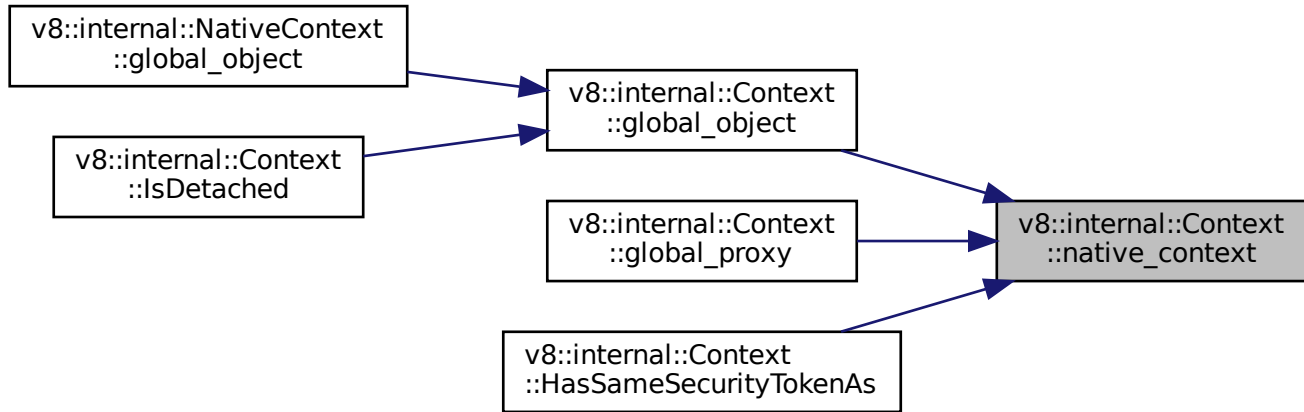 v8::internal::NativeContext
::global_object
v8::internal::Context
::IsDetached
v8::internal::Context
::global_object
v8::internal::Context
::global_proxy
v8::internal::Context
::HasSameSecurityTokenAs
v8::internal::Context
::native_context